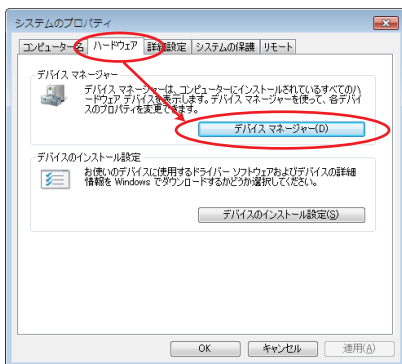 システムのプロパティ
コンピューター名 ハードウェア 詳細設定 システムの保護 リモート
デバイス マネージャー
デバイス マネージャーは、コンピューターにインストールされているすべてのハ
ードウェア デバイスを表示します。デバイス マネージャーを使って、各デバイ
スのプロパティを変更できます。
デバイス マネージャー(D)
デバイスのインストール設定
お使いのデバイスに使用するドライバー ソフトウェアおよびデバイスの詳細
情報を Windows でダウンロードするかどうか選択してください。
デバイスのインストール設定(S)
OK キャンセル 適用(A)